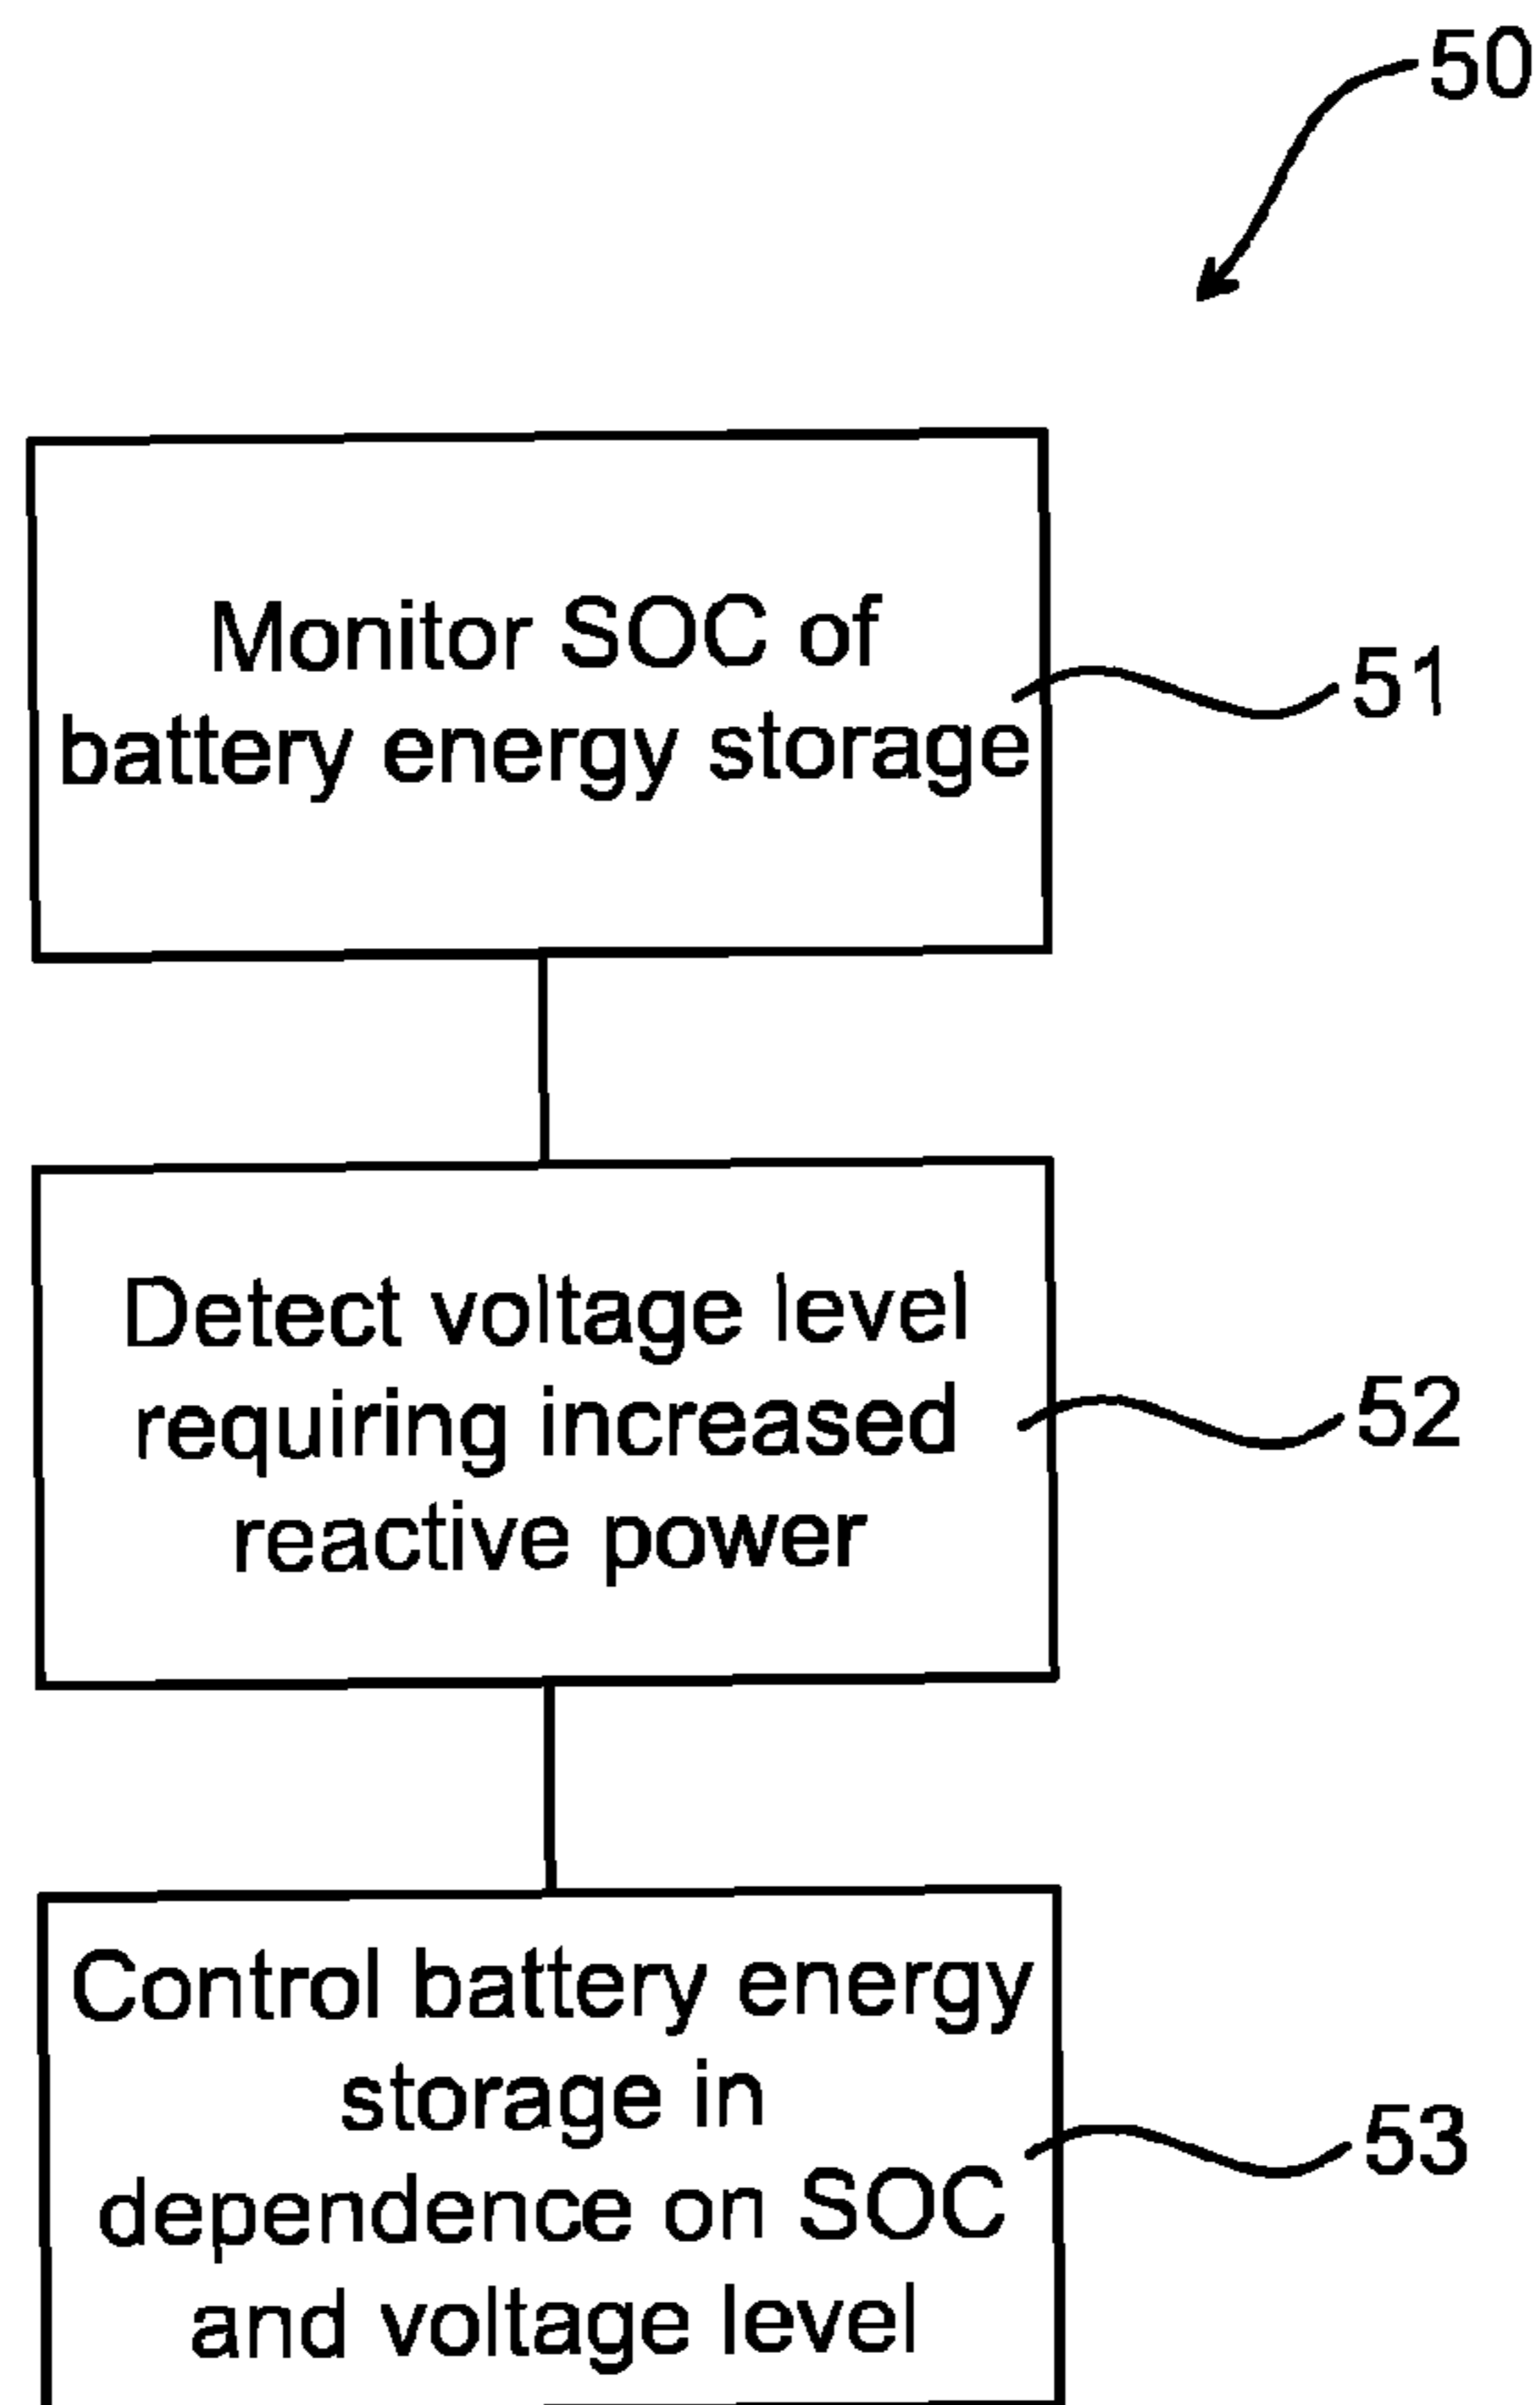 50
Monitor SOC of
battery energy storage
51
Detect voltage level
requiring increased
reactive power
52
Control battery energy
storage in
dependence on SOC
and voltage level
53